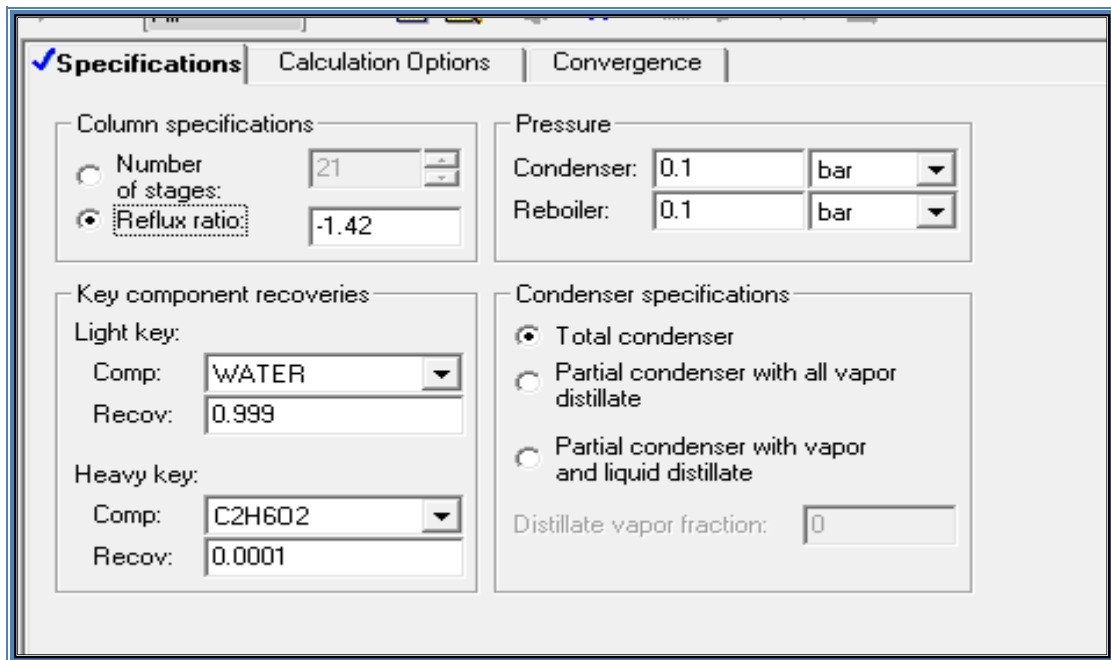 Specifications
Calculation Options
Convergence
Column specifications
Number
of stages:
21
Reflux ratio:
-1.42
Pressure
Condenser: 0.1 bar
Reboiler: 0.1 bar
Key component recoveries
Light key:
Comp: WATER
Recov: 0.999
Heavy key:
Comp: C2H6O2
Recov: 0.0001
Condenser specifications
Total condenser
Partial condenser with all vapor
distillate
Partial condenser with vapor
and liquid distillate
Distillate vapor fraction: 0